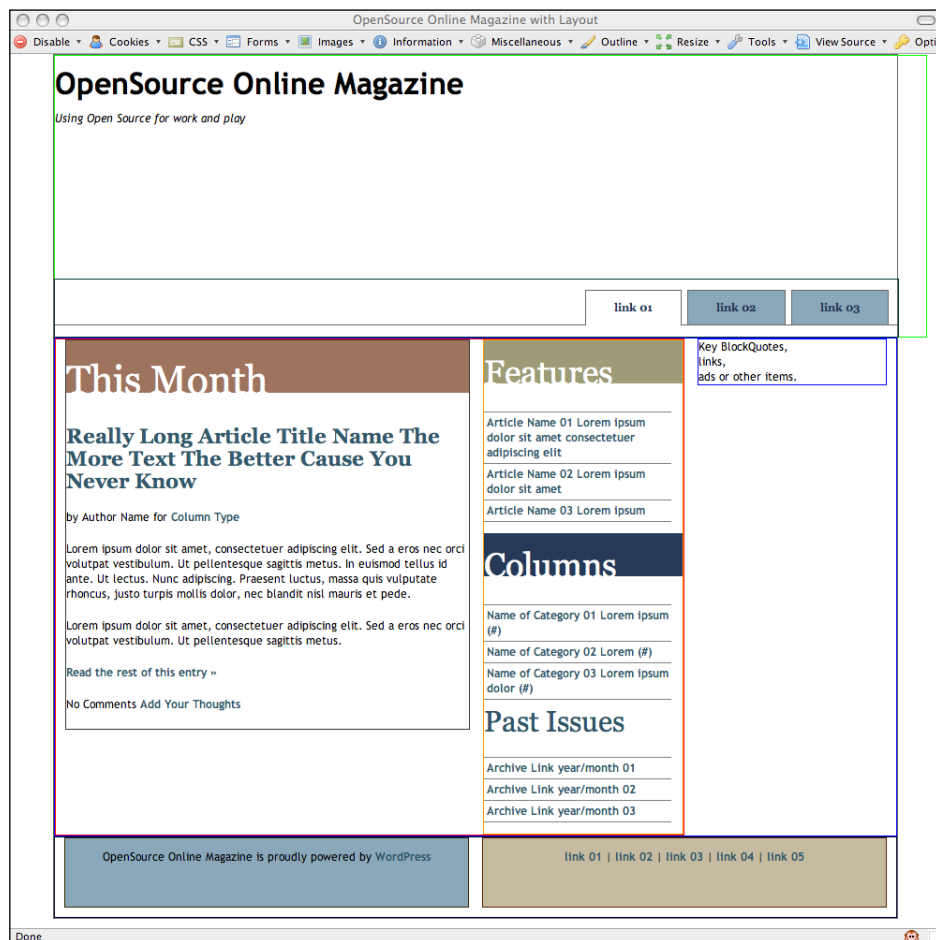 OpenSource Online Magazine with Layout
Disable Cookies CSS Forms Images Information Miscellaneous Outline Resize Tools View Source Opti
OpenSource Online Magazine
Using Open Source for work and play
link 01 link 02 link 03
This Month
Really Long Article Title Name The
More Text The Better Cause You
Never Know
by Author Name for Column Type
Lorem ipsum dolor sit amet, consectetuer adipiscing elit. Sed a eros nec orci
volutpat vestibulum. Ut pellentesque sagittis metus. In euismod tellus id
ante. Ut lectus. Nunc adipiscing. Praesent luctus, massa quis vulputate
rhoncus, justo turpis mollis dolor, nec blandit nisl mauris et pede.
Lorem ipsum dolor sit amet, consectetuer adipiscing elit. Sed a eros nec orci
volutpat vestibulum. Ut pellentesque sagittis metus.
Read the rest of this entry »
No Comments Add Your Thoughts
Features
Article Name 01 Lorem ipsum
dolor sit amet consectetuer
adipiscing elit
Article Name 02 Lorem ipsum
dolor sit amet
Article Name 03 Lorem ipsum
Columns
Name of Category 01 Lorem ipsum
(#)
Name of Category 02 Lorem (#)
Name of Category 03 Lorem ipsum
dolor (#)
Past Issues
Archive Link year/month 01
Archive Link year/month 02
Archive Link year/month 03
Key BlockQuotes,
links,
ads or other items.
OpenSource Online Magazine is proudly powered by WordPress
link 01 | link 02 | link 03 | link 04 | link 05
Done